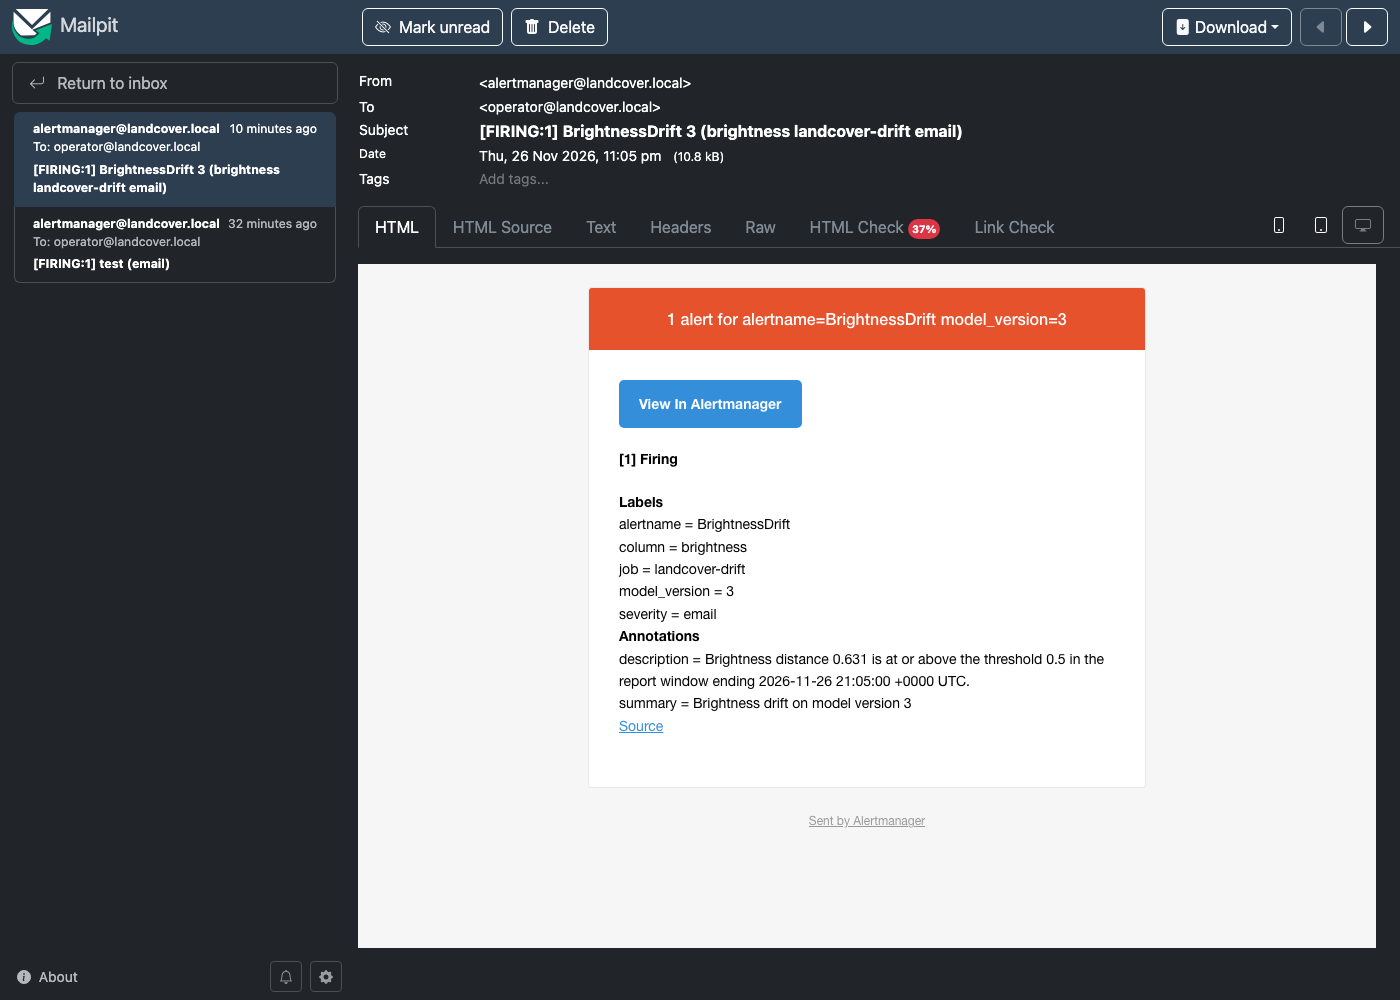 Mailpit
Mark unread
Delete
Download
Return to inbox
alertmanager@landcover.local 10 minutes ago
To: operator@landcover.local
[FIRING:1] BrightnessDrift 3 (brightness
landcover-drift email)
alertmanager@landcover.local 32 minutes ago
To: operator@landcover.local
[FIRING:1] test (email)
From <alertmanager@landcover.local>
To <operator@landcover.local>
Subject [FIRING:1] BrightnessDrift 3 (brightness landcover-drift email)
Date Thu, 26 Nov 2026, 11:05 pm (10.8 kB)
Tags Add tags...
HTML HTML Source Text Headers Raw HTML Check 37% Link Check
1 alert for alertname=BrightnessDrift model_version=3
View In Alertmanager
[1] Firing
Labels
alertname = BrightnessDrift
column = brightness
job = landcover-drift
model_version = 3
severity = email
Annotations
description = Brightness distance 0.631 is at or above the threshold 0.5 in the
report window ending 2026-11-26 21:05:00 +0000 UTC.
summary = Brightness drift on model version 3
Source
Sent by Alertmanager
About